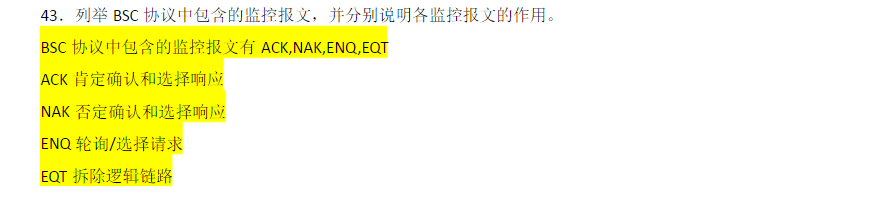 43．列举 BSC 协议中包含的监控报文，并分别说明各监控报文的作用。
BSC 协议中包含的监控报文有 ACK,NAK,ENQ,EQT
ACK 肯定确认和选择响应
NAK 否定确认和选择响应
ENQ 轮询/选择请求
EQT 拆除逻辑链路